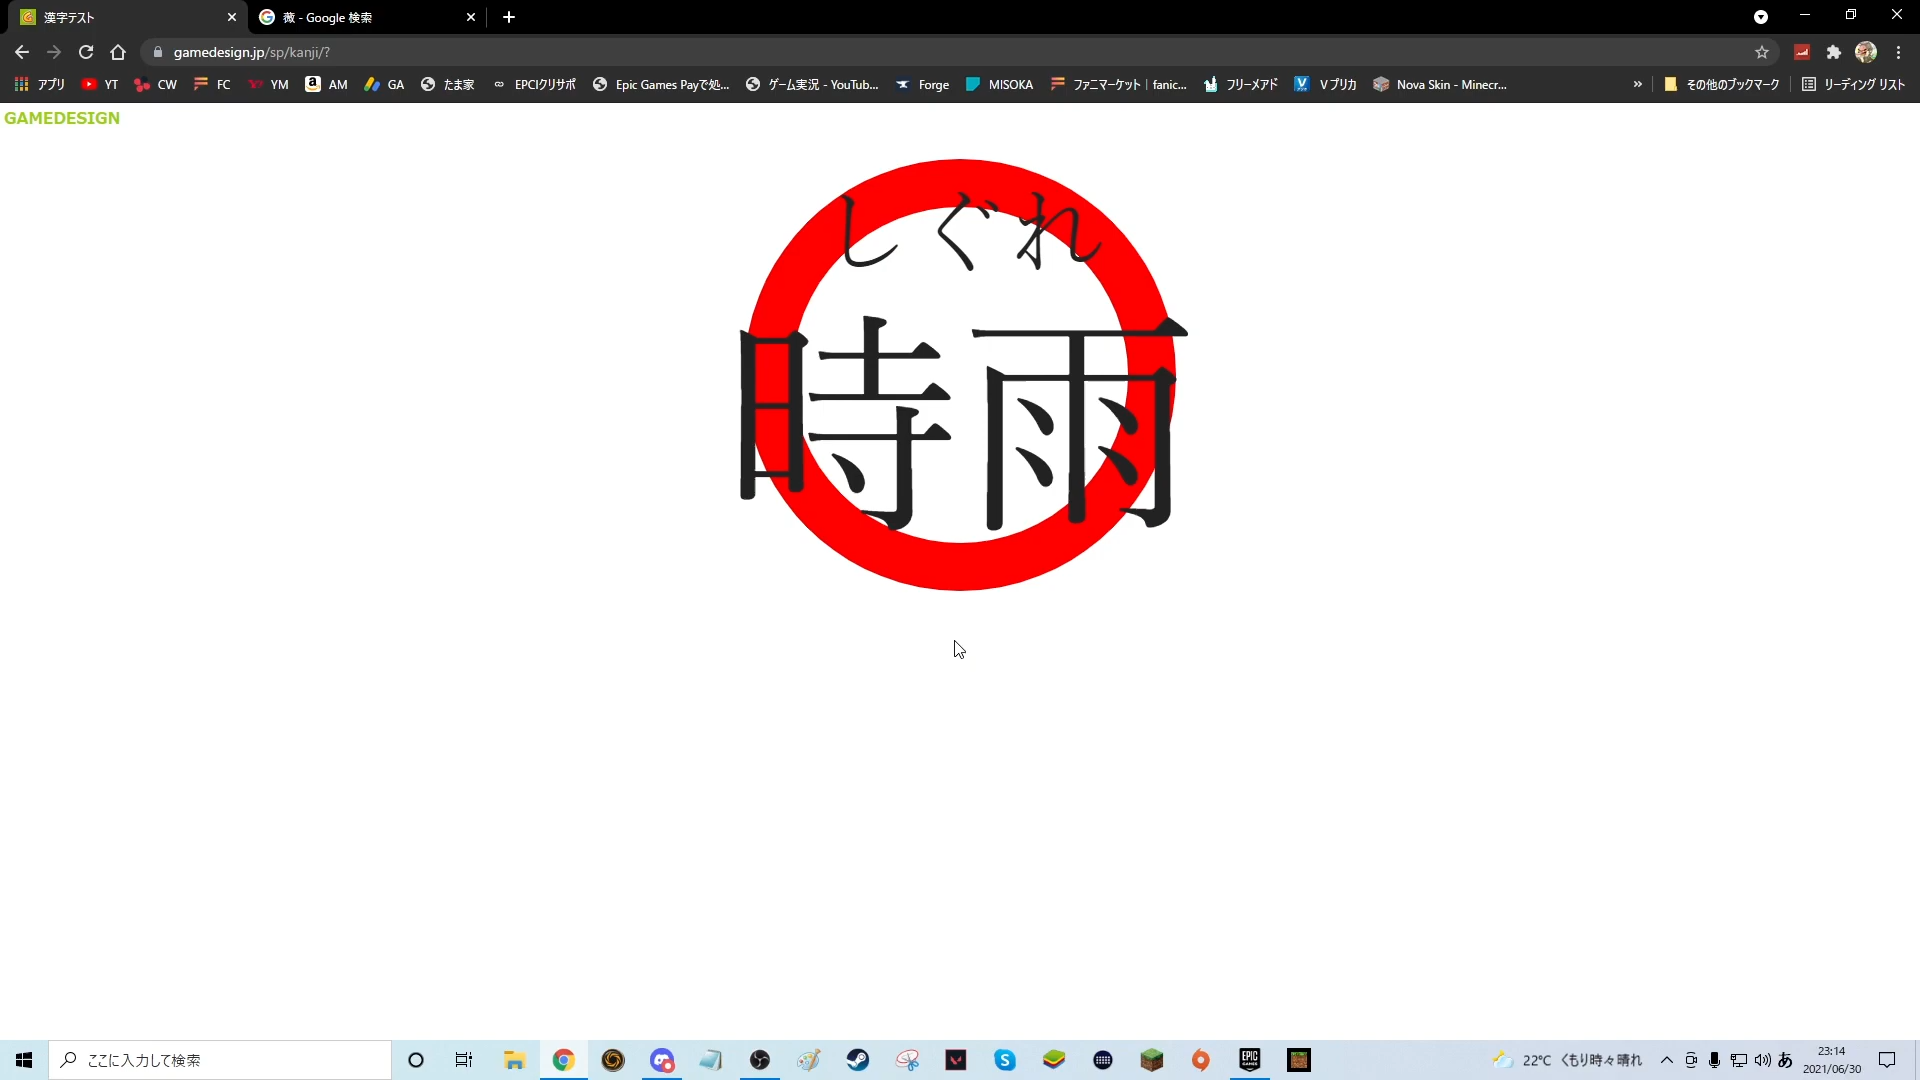 漢字テスト
薇 - Google 検索
gamedesign.jp/sp/kanji/?
アプリ YT CW FC YM AM GA たま家 EPCIクリサポ Epic Games Payで処... ゲーム実況 - YouTub... Forge MISOKA ファニマーケット | fanic... フリーメアド Vプリカ Nova Skin - Minecr... » その他のブックマーク リーディング リスト
GAMEDESIGN
しぐれ
時雨
ここに入力して検索
22℃ くもり時々晴れ
あ
23:14
2021/06/30